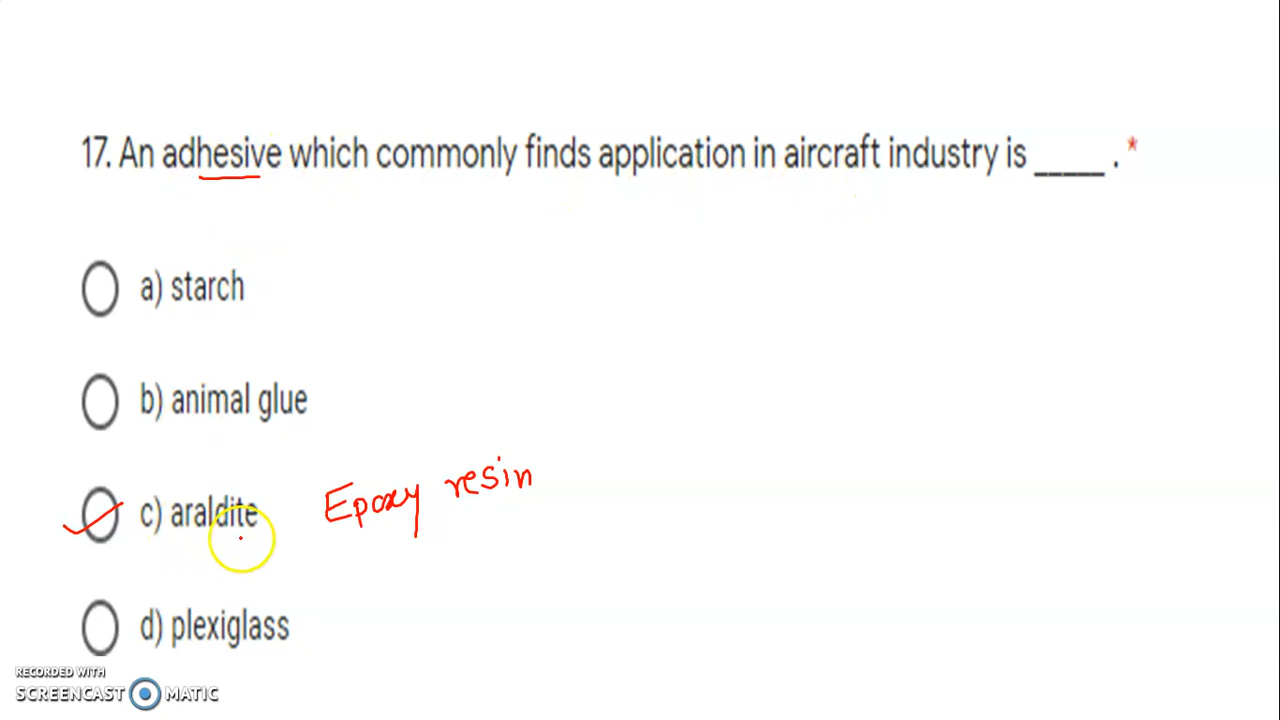 17. An adhesive which commonly finds application in aircraft industry is _____ . *
a) starch
b) animal glue
c) araldite Epoxy resin
d) plexiglass
RECORDED WITH
SCREENCAST MATIC